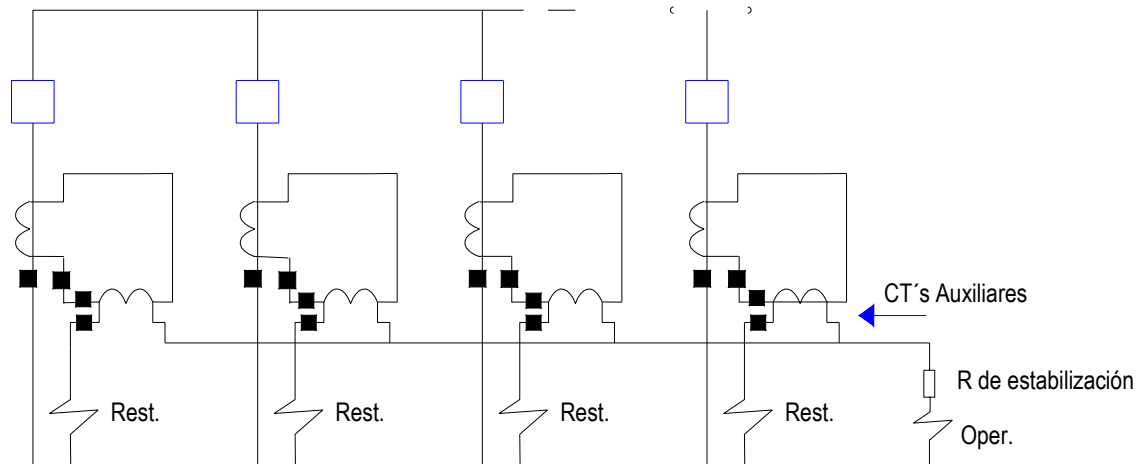 CT´s Auxiliares
R de estabilización
Rest.
Rest.
Rest.
Rest.
Oper.